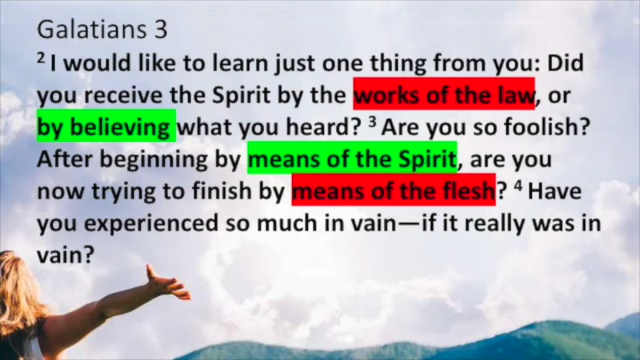 Galatians 3
2 I would like to learn just one thing from you: Did
you receive the Spirit by the works of the law, or
by believing what you heard? 3 Are you so foolish?
After beginning by means of the Spirit, are you
now trying to finish by means of the flesh? 4 Have
you experienced so much in vain—if it really was in
vain?